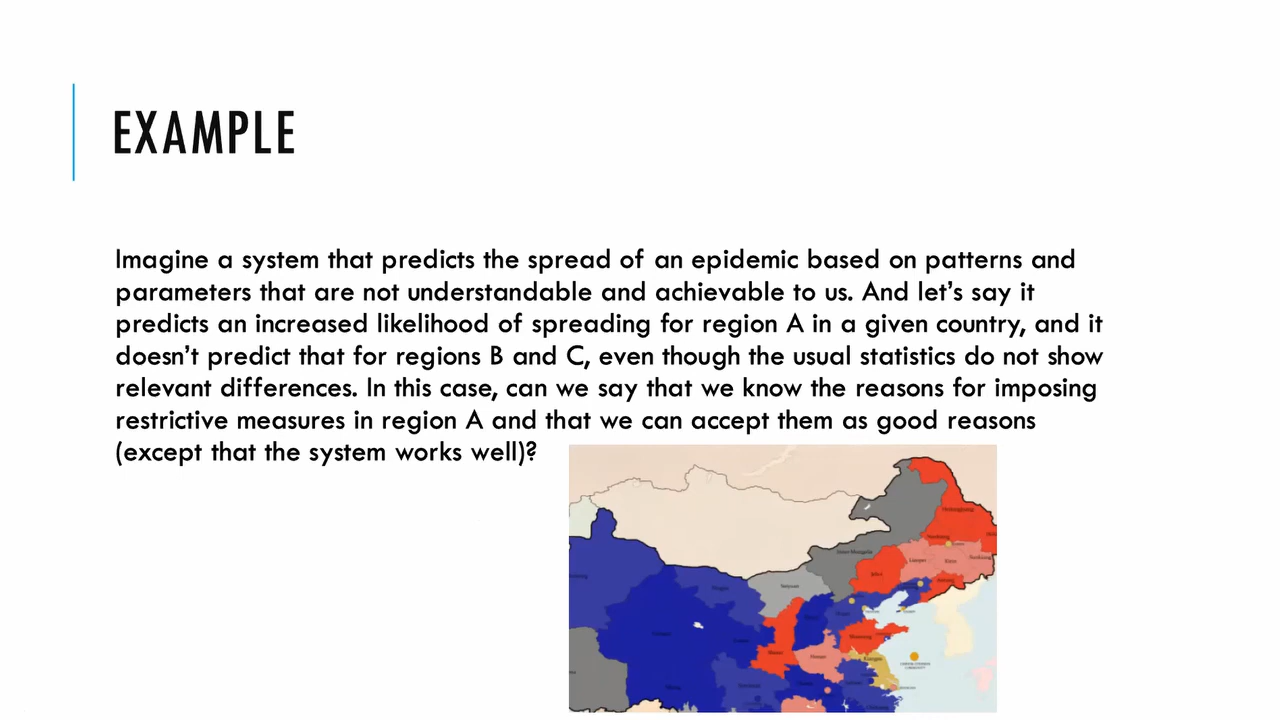 EXAMPLE
Imagine a system that predicts the spread of an epidemic based on patterns and
parameters that are not understandable and achievable to us. And let’s say it
predicts an increased likelihood of spreading for region A in a given country, and it
doesn’t predict that for regions B and C, even though the usual statistics do not show
relevant differences. In this case, can we say that we know the reasons for imposing
restrictive measures in region A and that we can accept them as good reasons
(except that the system works well)?